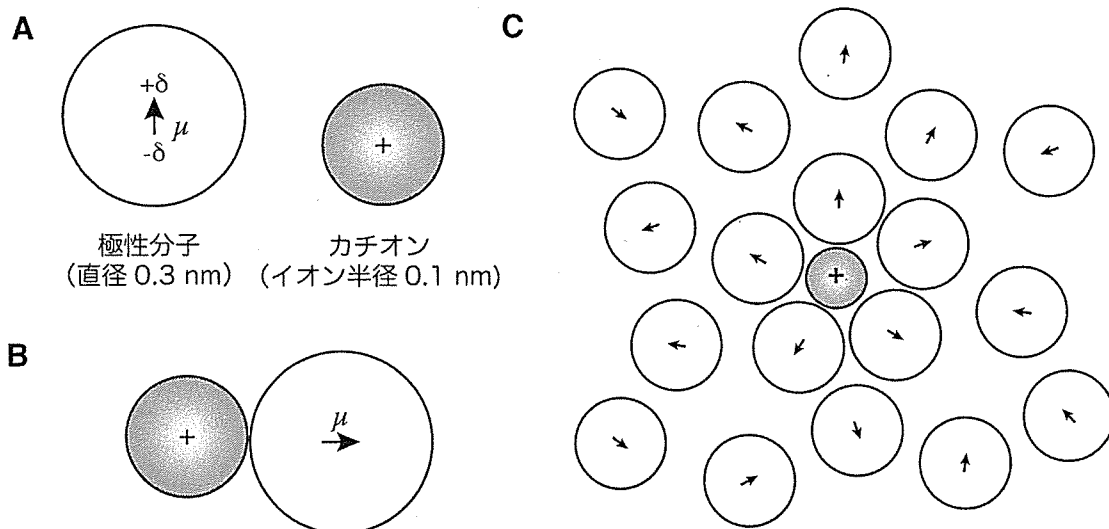 A
+δ
μ
-δ
+
極性分子
(直径 0.3 nm)
カチオン
(イオン半径 0.1 nm)
B
+
μ
C
+